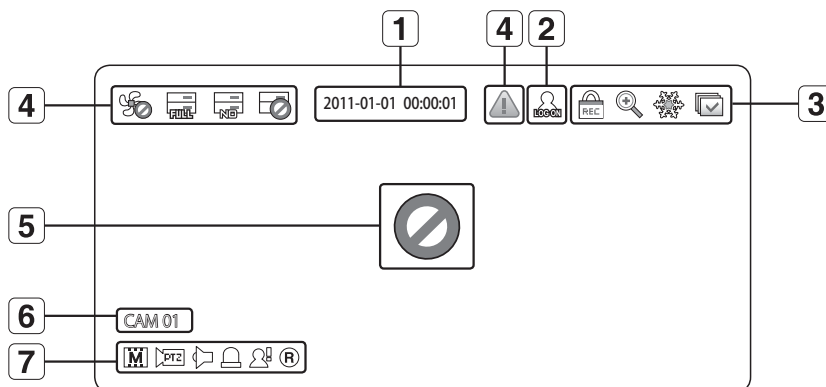 1 4 2
4 FULL NO 2011-01-01 00:00:01 LOG ON REC 3
5
6 CAM 01
7 M PTZ R